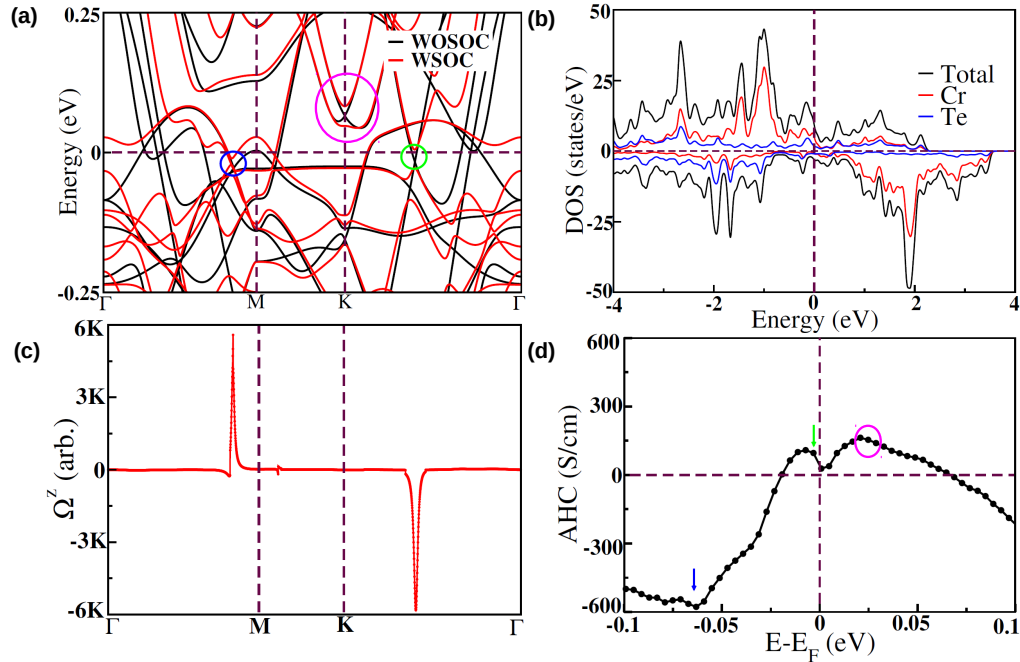 (a)
0.25
WOSOC
WSOC
Energy (eV)
0
-0.25
Γ
M
K
Γ
(b)
50
25
0
-25
-50
DOS (states/eV)
Total
Cr
Te
-4
-2
0
2
4
Energy (eV)
(c)
6K
3K
0
-3K
-6K
Ω^z (arb.)
Γ
M
K
Γ
(d)
600
300
0
-300
-600
AHC (S/cm)
-0.1
-0.05
0
0.05
0.1
E-E_F (eV)